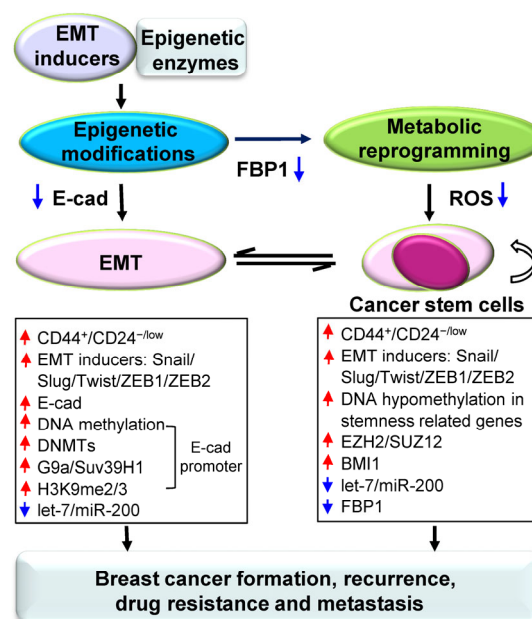 EMT
inducers
Epigenetic
enzymes
Epigenetic
modifications
Metabolic
reprogramming
FBP1
E-cad
ROS
EMT
Cancer stem cells
CD44+/CD24−/low
EMT inducers: Snail/
Slug/Twist/ZEB1/ZEB2
E-cad
DNA methylation
DNMTs
G9a/Suv39H1
H3K9me2/3
let-7/miR-200
E-cad
promoter
CD44+/CD24−/low
EMT inducers: Snail/
Slug/Twist/ZEB1/ZEB2
DNA hypomethylation in
stemness related genes
EZH2/SUZ12
BMI1
let-7/miR-200
FBP1
Breast cancer formation, recurrence,
drug resistance and metastasis